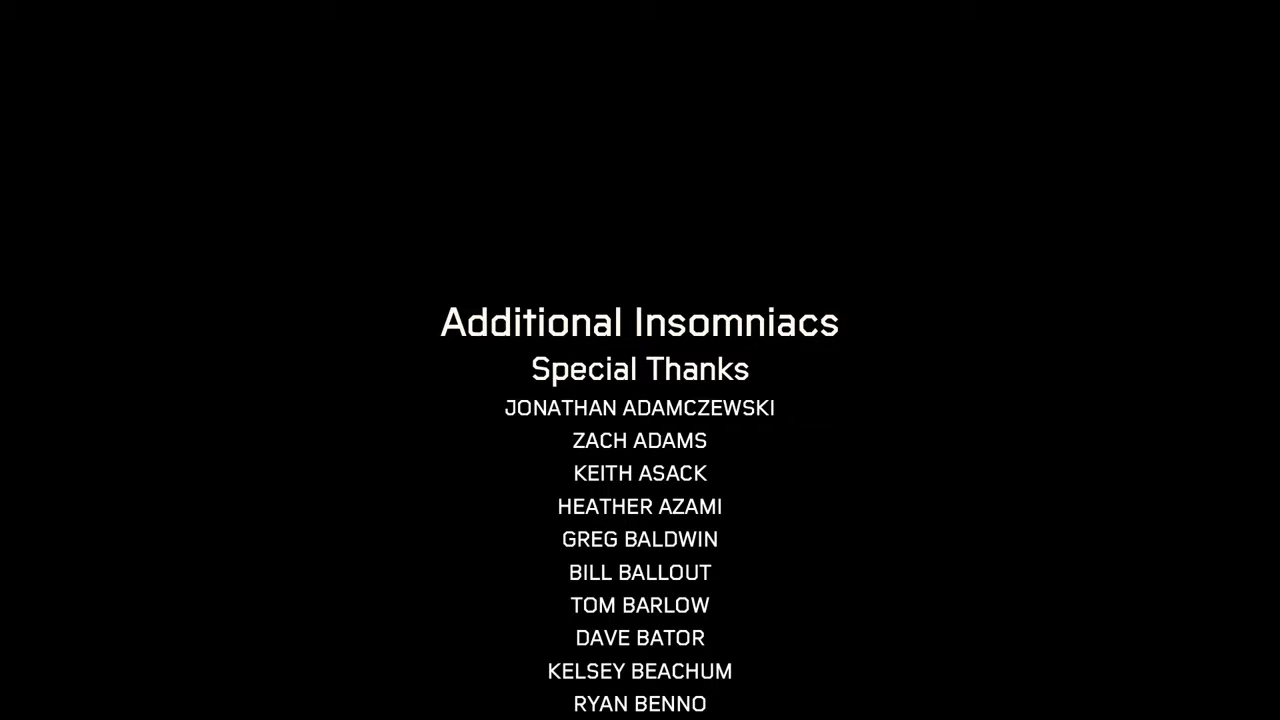 Additional Insomniacs
Special Thanks
JONATHAN ADAMCZEWSKI
ZACH ADAMS
KEITH ASACK
HEATHER AZAMI
GREG BALDWIN
BILL BALLOUT
TOM BARLOW
DAVE BATOR
KELSEY BEACHUM
RYAN BENNO